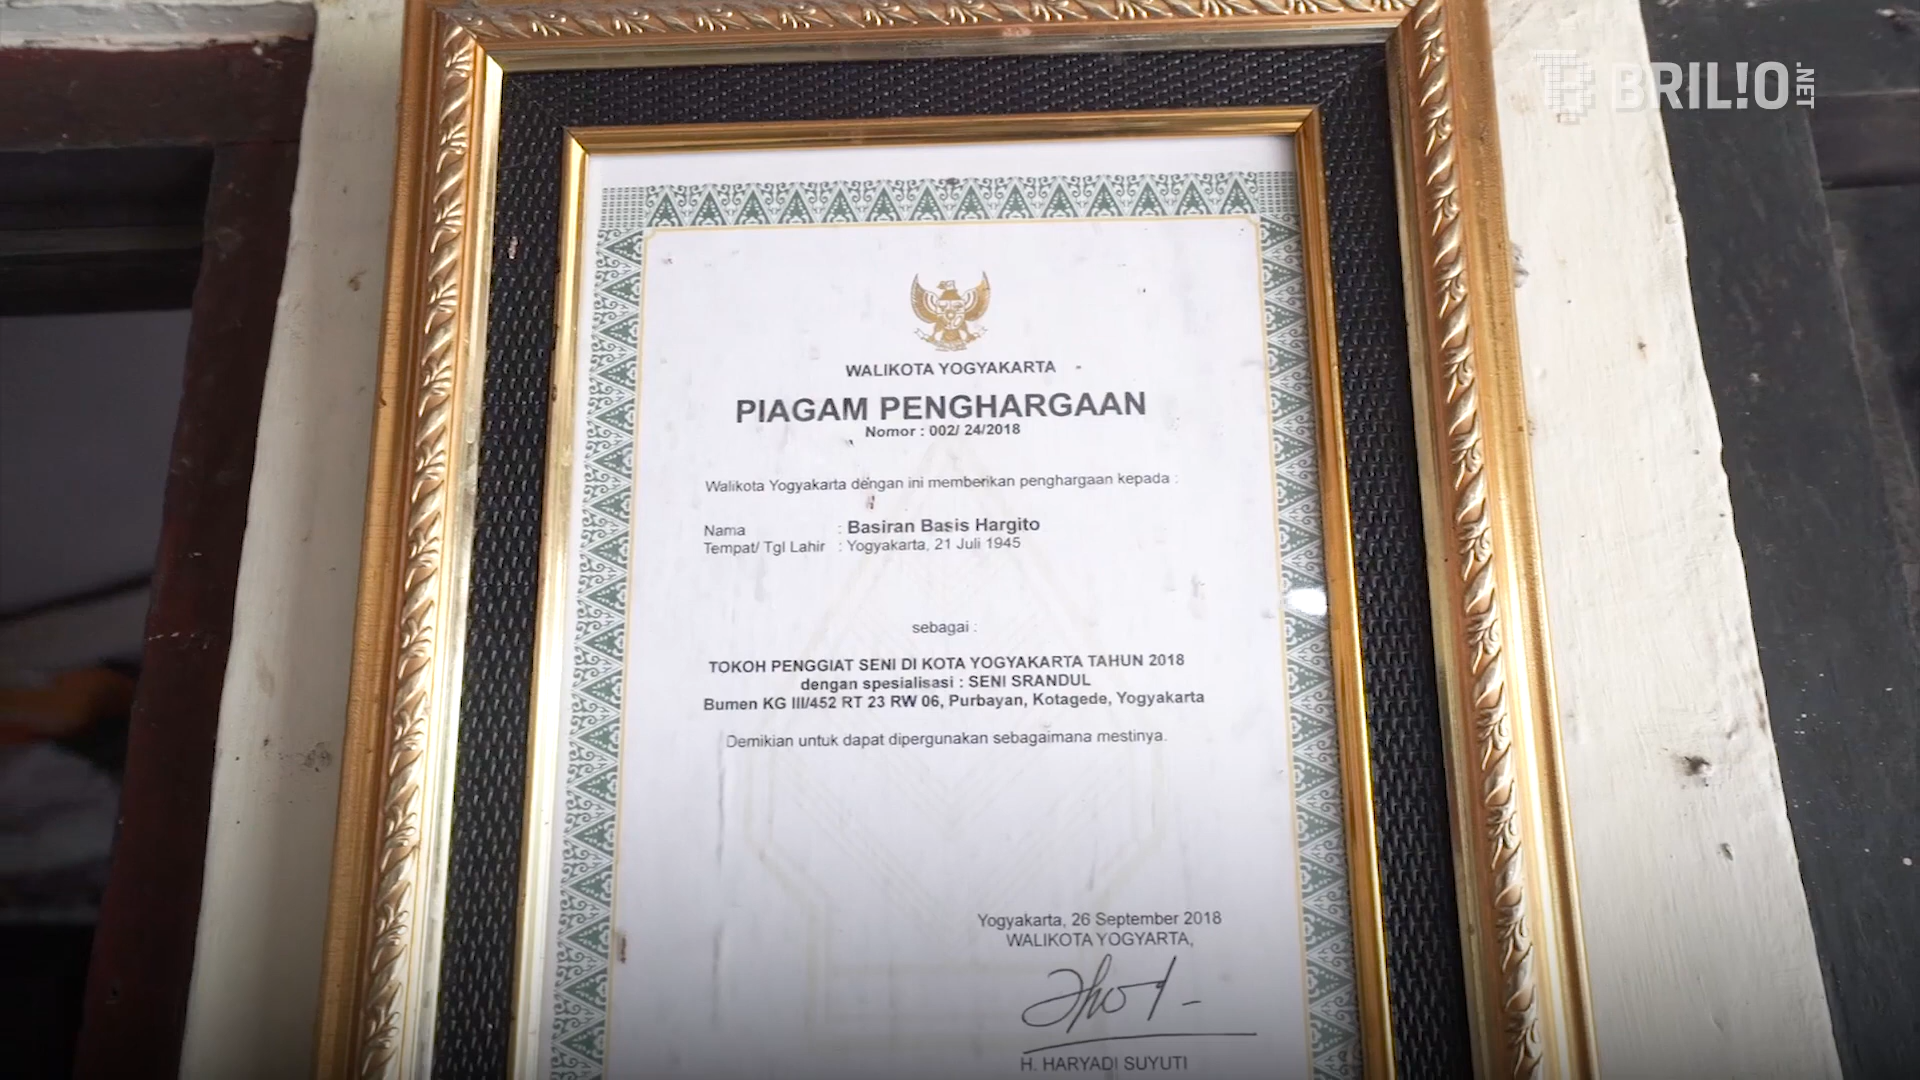 BRIL!O.NET
WALIKOTA YOGYAKARTA
PIAGAM PENGHARGAAN
Nomor : 002/ 24/2018
Walikota Yogyakarta dengan ini memberikan penghargaan kepada :
Nama : Basiran Basis Hargito
Tempat/ Tgl Lahir : Yogyakarta, 21 Juli 1945
sebagai :
TOKOH PENGGIAT SENI DI KOTA YOGYAKARTA TAHUN 2018
dengan spesialisasi : SENI SRANDUL
Bumen KG III/452 RT 23 RW 06, Purbayan, Kotagede, Yogyakarta
Demikian untuk dapat dipergunakan sebagaimana mestinya.
Yogyakarta, 26 September 2018
WALIKOTA YOGYARTA,
H. HARYADI SUYUTI